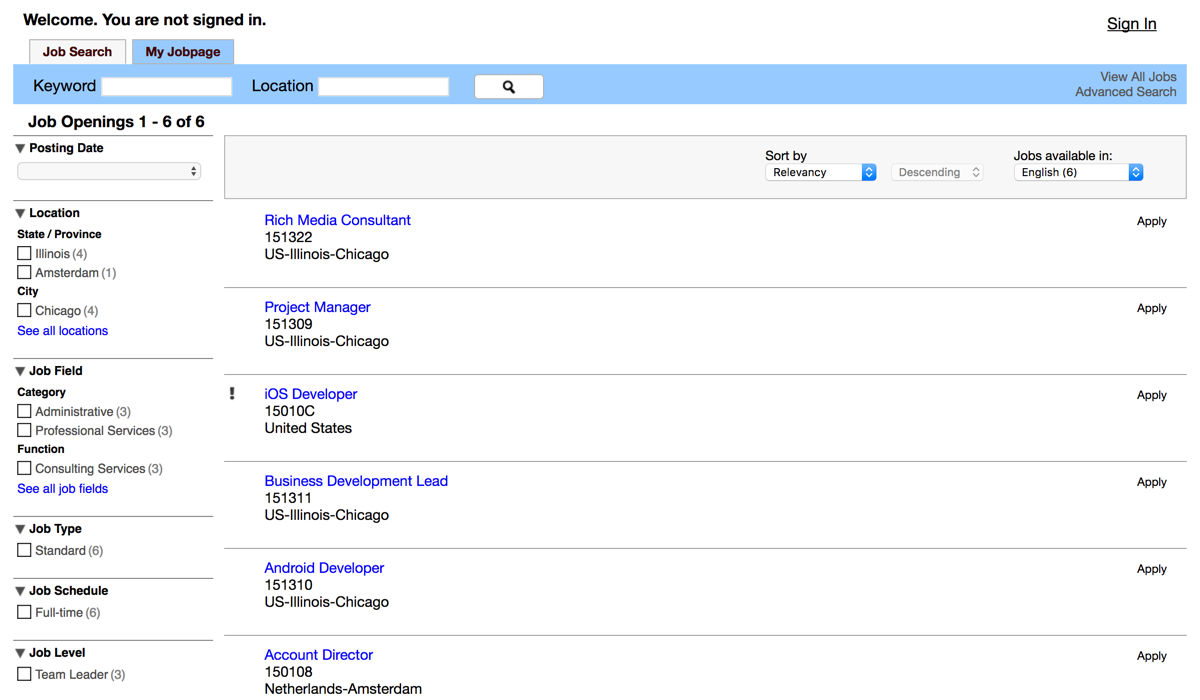 Welcome. You are not signed in.
Sign In
Job Search
My Jobpage
Keyword
Location
View All Jobs
Advanced Search
Job Openings 1 - 6 of 6
Posting Date
Location
State / Province
Illinois (4)
Amsterdam (1)
City
Chicago (4)
See all locations
Job Field
Category
Administrative (3)
Professional Services (3)
Function
Consulting Services (3)
See all job fields
Job Type
Standard (6)
Job Schedule
Full-time (6)
Job Level
Team Leader (3)
Sort by
Relevancy
Descending
Jobs available in:
English (6)
Rich Media Consultant
151322
US-Illinois-Chicago
Apply
Project Manager
151309
US-Illinois-Chicago
Apply
! iOS Developer
15010C
United States
Apply
Business Development Lead
151311
US-Illinois-Chicago
Apply
Android Developer
151310
US-Illinois-Chicago
Apply
Account Director
150108
Netherlands-Amsterdam
Apply